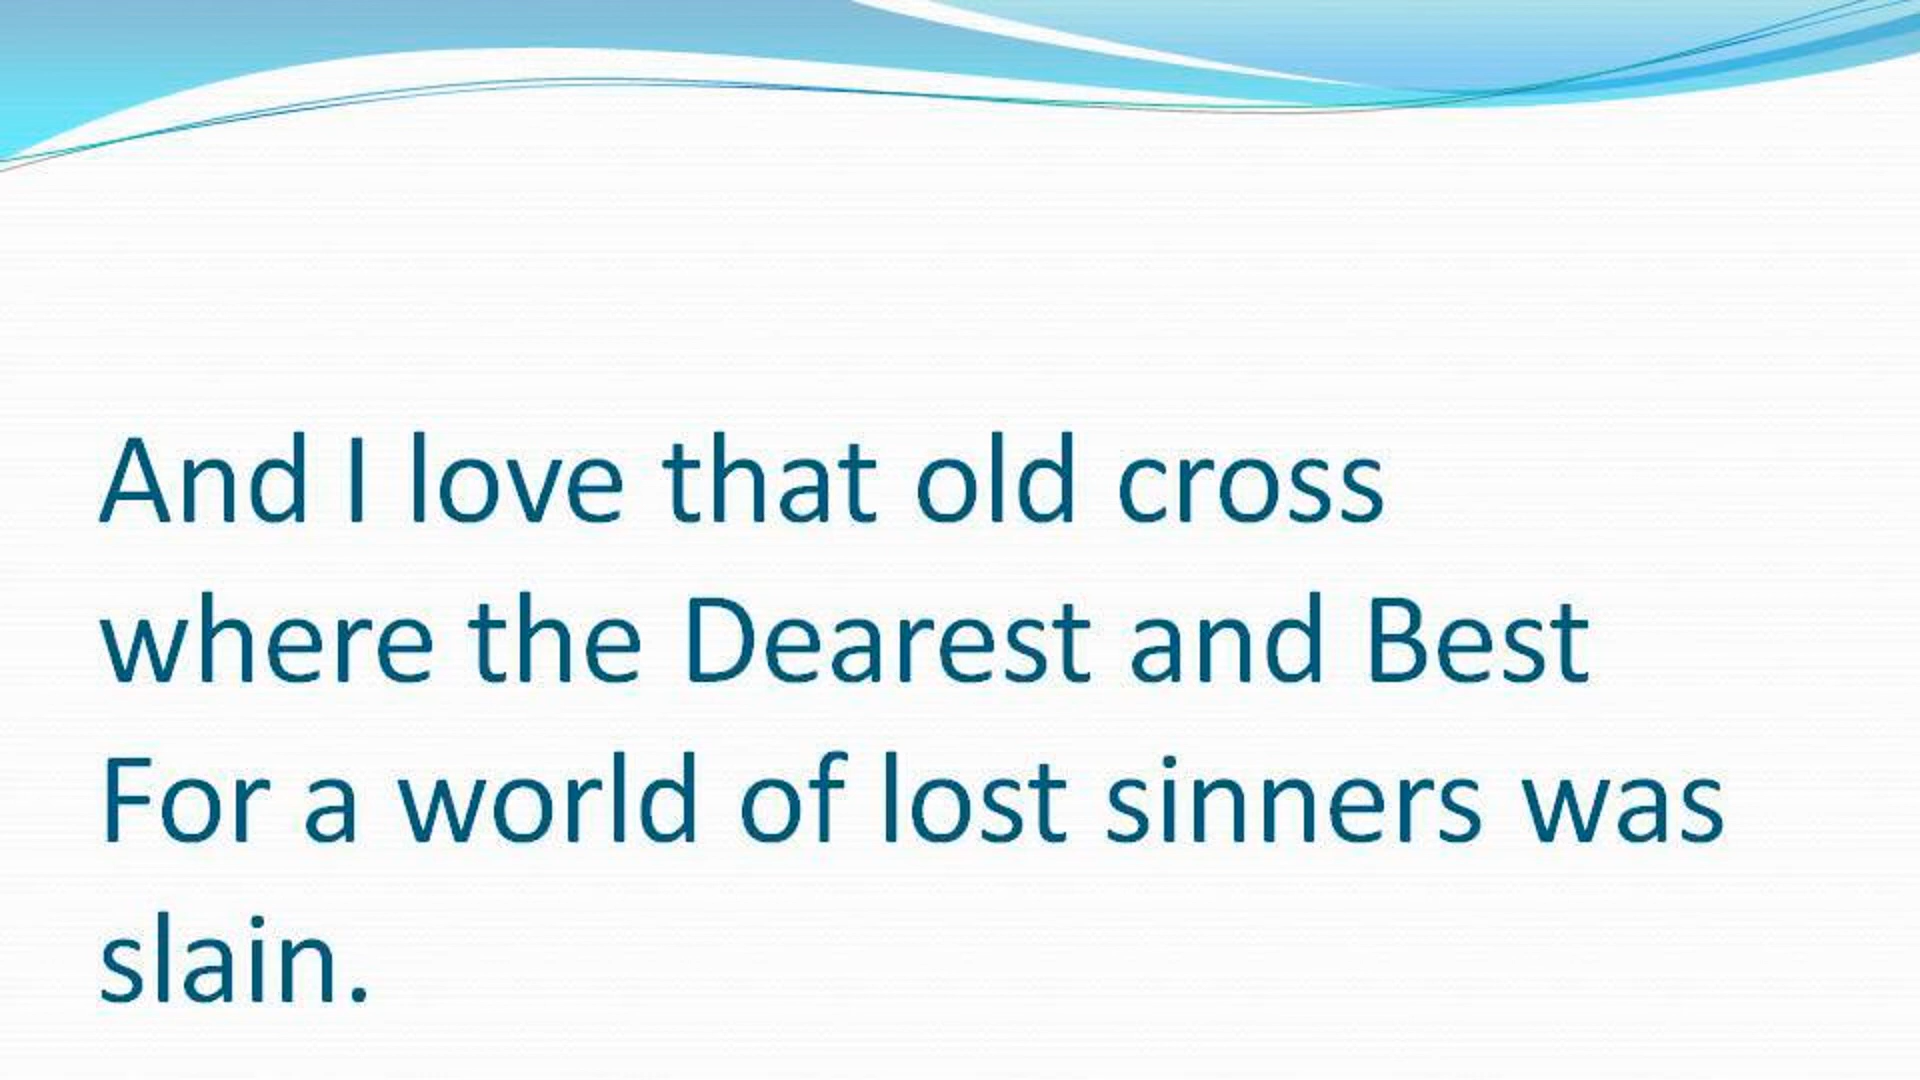 And I love that old cross
where the Dearest and Best
For a world of lost sinners was
slain.